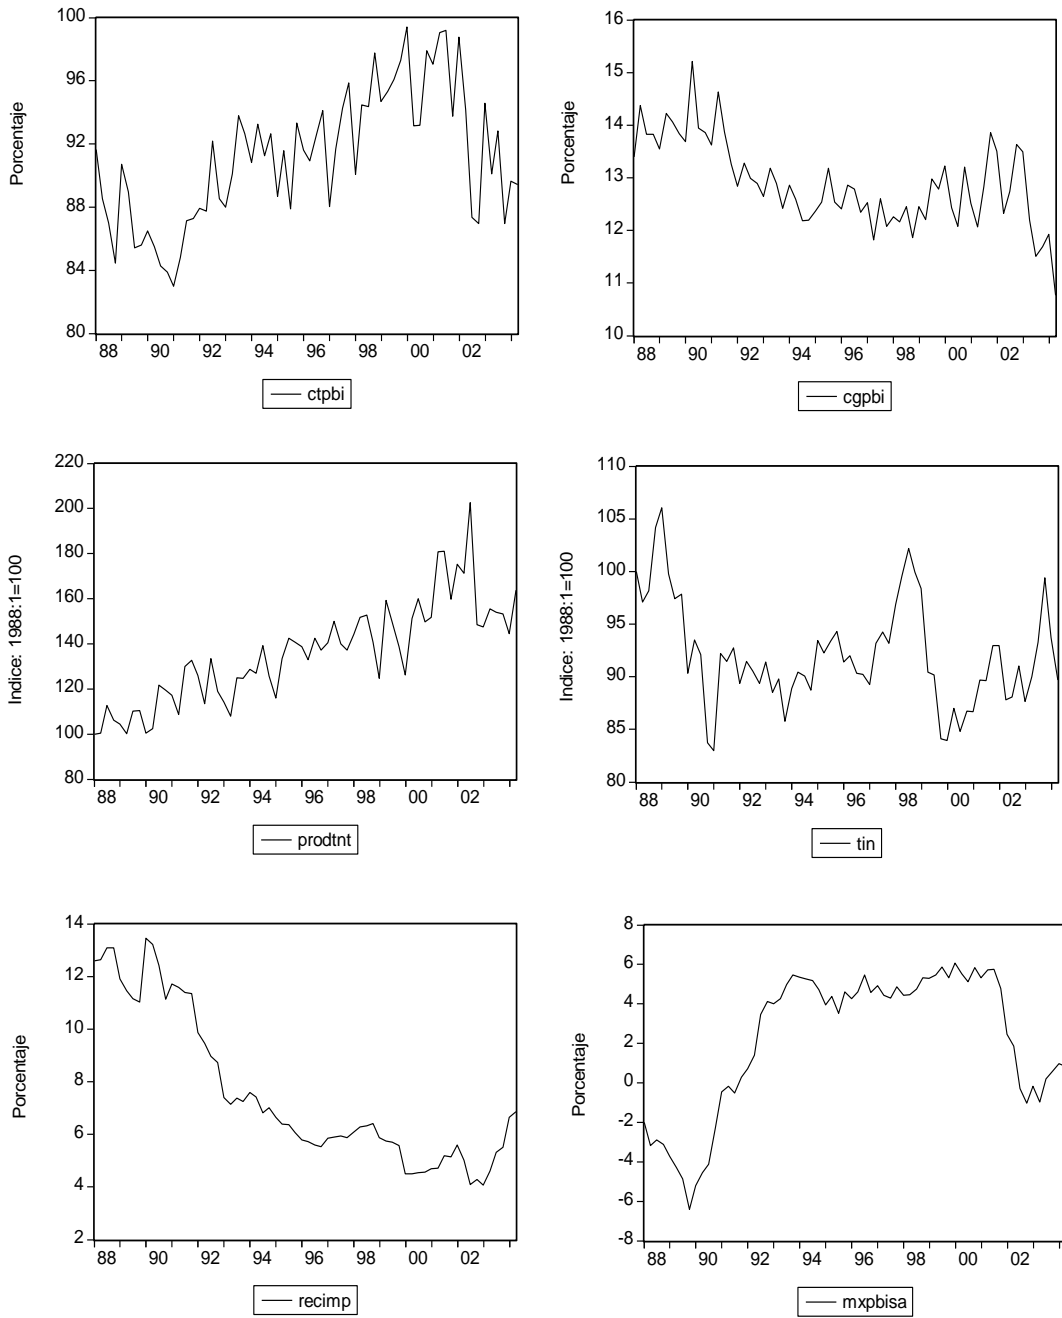 Porcentaje
100
96
92
88
84
80
88 90 92 94 96 98 00 02
ctpbi
Porcentaje
16
15
14
13
12
11
10
88 90 92 94 96 98 00 02
cgpbi
Indice: 1988:1=100
220
200
180
160
140
120
100
80
88 90 92 94 96 98 00 02
prodtnt
Indice: 1988:1=100
110
105
100
95
90
85
80
88 90 92 94 96 98 00 02
tin
Porcentaje
14
12
10
8
6
4
2
88 90 92 94 96 98 00 02
recimp
Porcentaje
8
6
4
2
0
-2
-4
-6
-8
88 90 92 94 96 98 00 02
mxpbisa